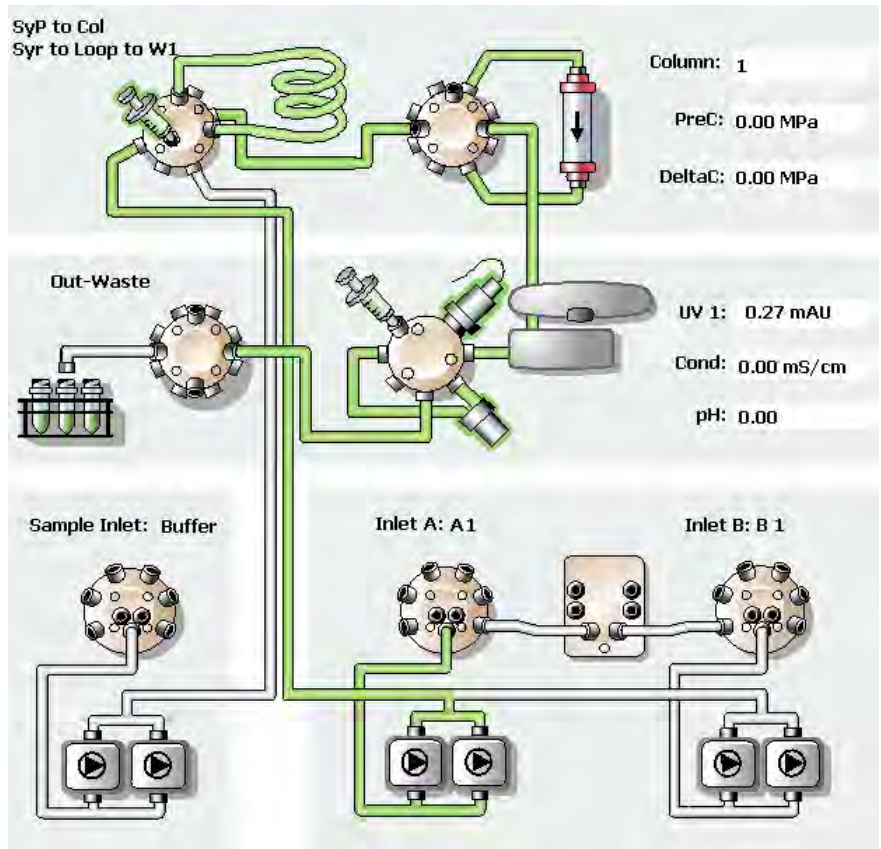 SyP to Col
Syr to Loop to W1
Column: 1
PreC: 0.00 MPa
DeltaC: 0.00 MPa
Out-Waste
UV 1: 0.27 mAU
Cond: 0.00 mS/cm
pH: 0.00
Sample Inlet: Buffer
Inlet A: A1
Inlet B: B 1